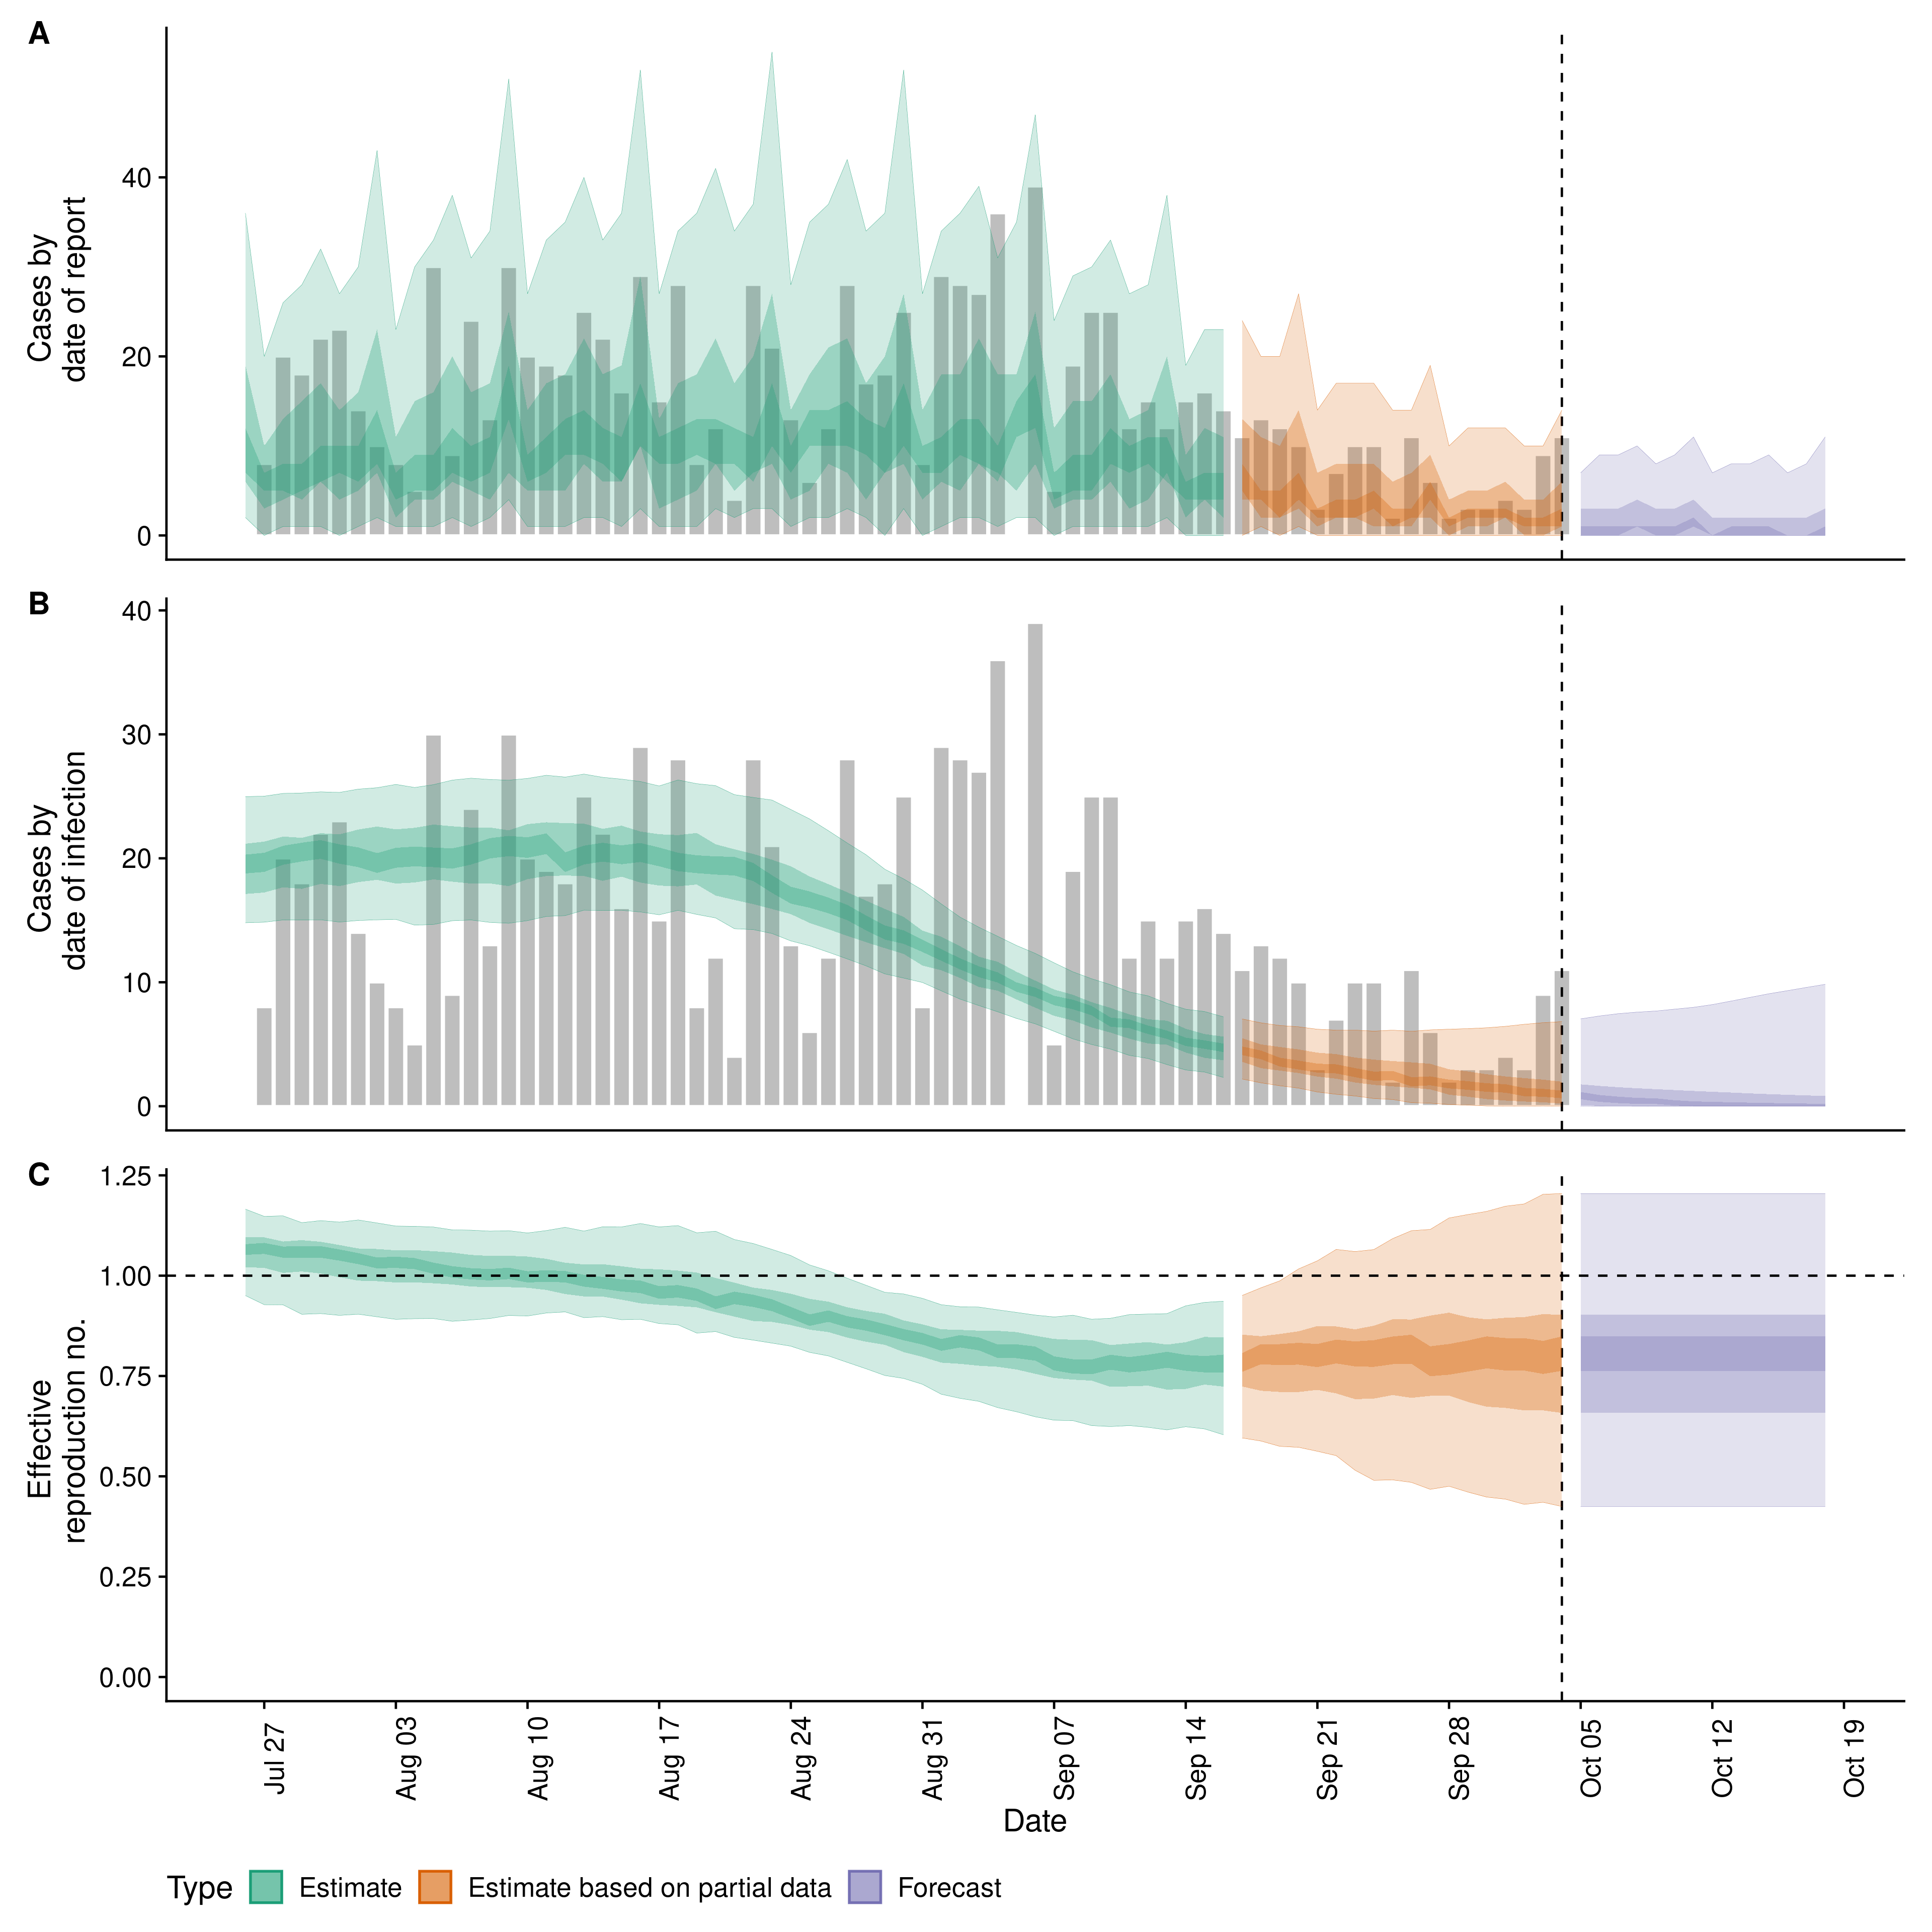 A
Cases by
date of report
40
20
0
B
Cases by
date of infection
40
30
20
10
0
C
Effective
reproduction no.
1.25
1.00
0.75
0.50
0.25
0.00
Jul 27
Aug 03
Aug 10
Aug 17
Aug 24
Aug 31
Sep 07
Sep 14
Sep 21
Sep 28
Oct 05
Oct 12
Oct 19
Date
Type Estimate Estimate based on partial data Forecast